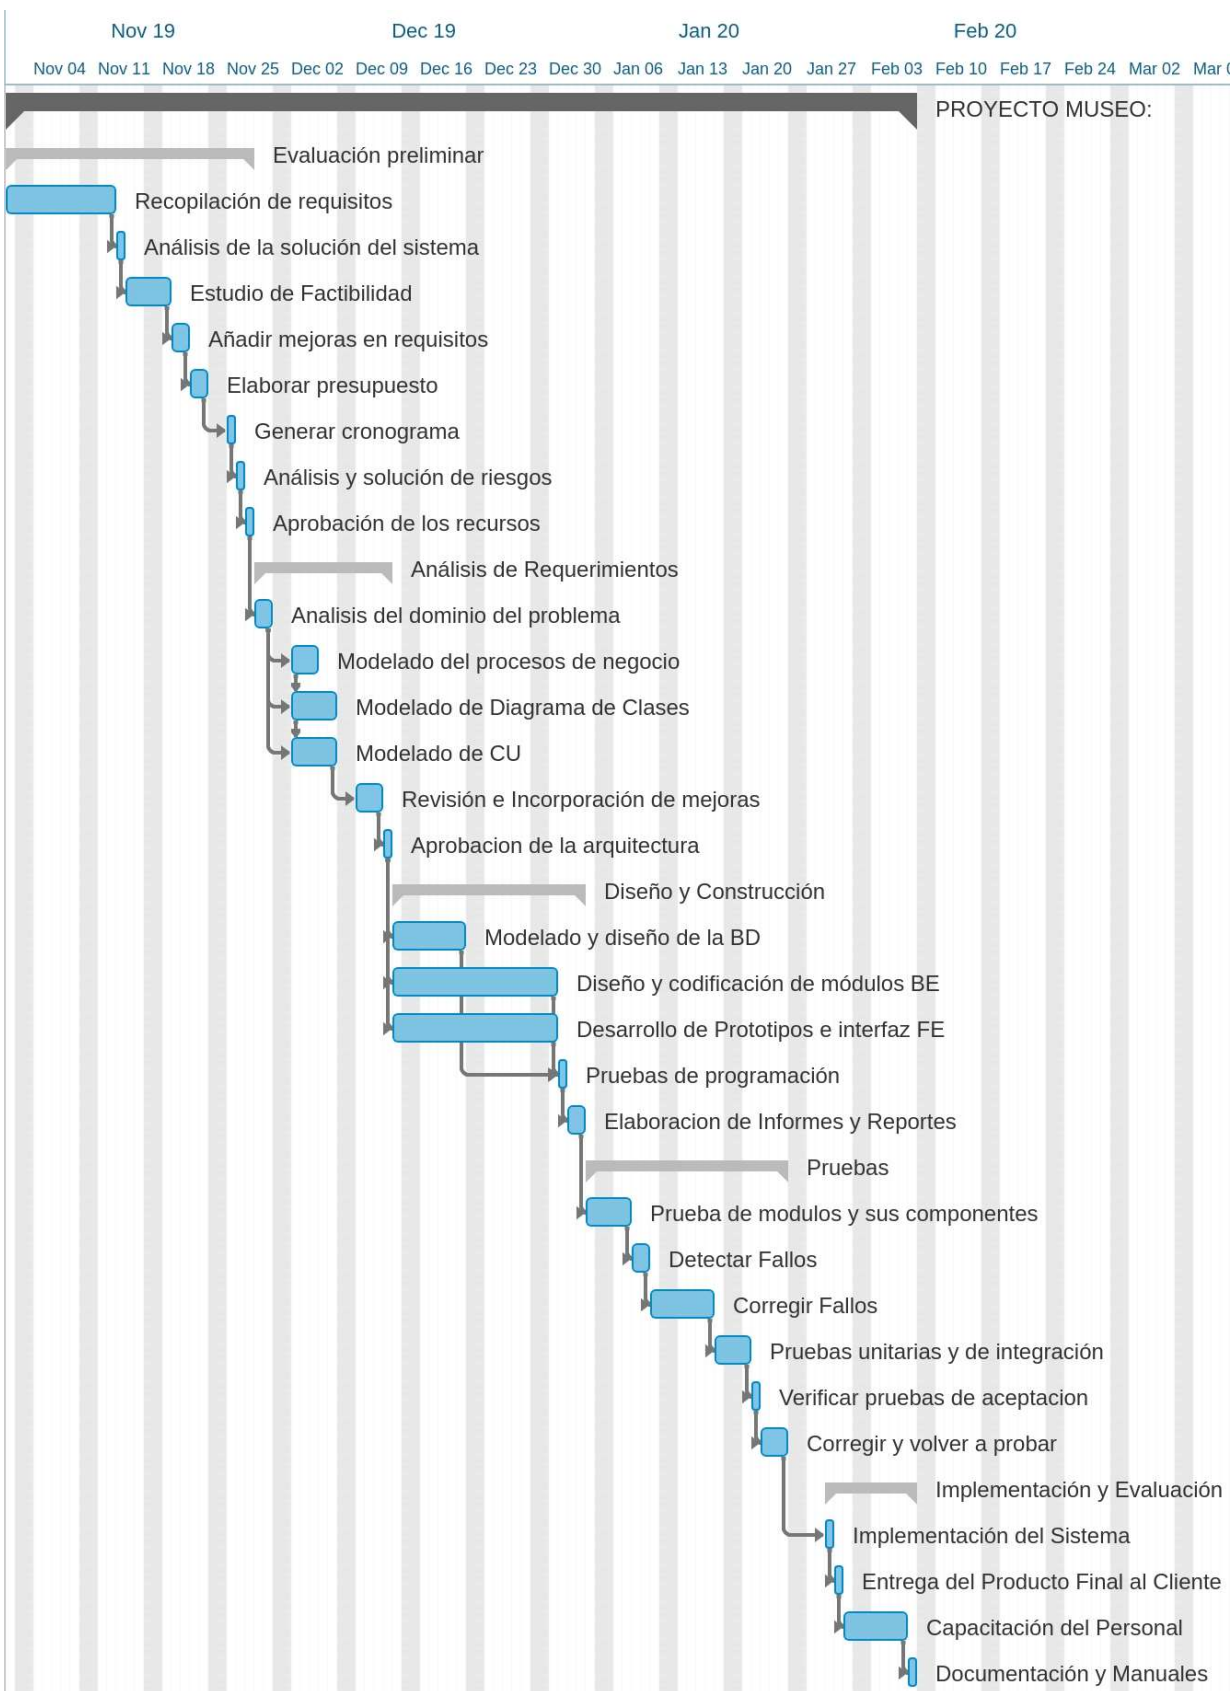 Nov 19 Dec 19 Jan 20 Feb 20
Nov 04 Nov 11 Nov 18 Nov 25 Dec 02 Dec 09 Dec 16 Dec 23 Dec 30 Jan 06 Jan 13 Jan 20 Jan 27 Feb 03 Feb 10 Feb 17 Feb 24 Mar 02 Mar
PROYECTO MUSEO:
Evaluación preliminar
Recopilación de requisitos
Análisis de la solución del sistema
Estudio de Factibilidad
Añadir mejoras en requisitos
Elaborar presupuesto
Generar cronograma
Análisis y solución de riesgos
Aprobación de los recursos
Análisis de Requerimientos
Analisis del dominio del problema
Modelado del procesos de negocio
Modelado de Diagrama de Clases
Modelado de CU
Revisión e Incorporación de mejoras
Aprobacion de la arquitectura
Diseño y Construcción
Modelado y diseño de la BD
Diseño y codificación de módulos BE
Desarrollo de Prototipos e interfaz FE
Pruebas de programación
Elaboracion de Informes y Reportes
Pruebas
Prueba de modulos y sus componentes
Detectar Fallos
Corregir Fallos
Pruebas unitarias y de integración
Verificar pruebas de aceptacion
Corregir y volver a probar
Implementación y Evaluación
Implementación del Sistema
Entrega del Producto Final al Cliente
Capacitación del Personal
Documentación y Manuales